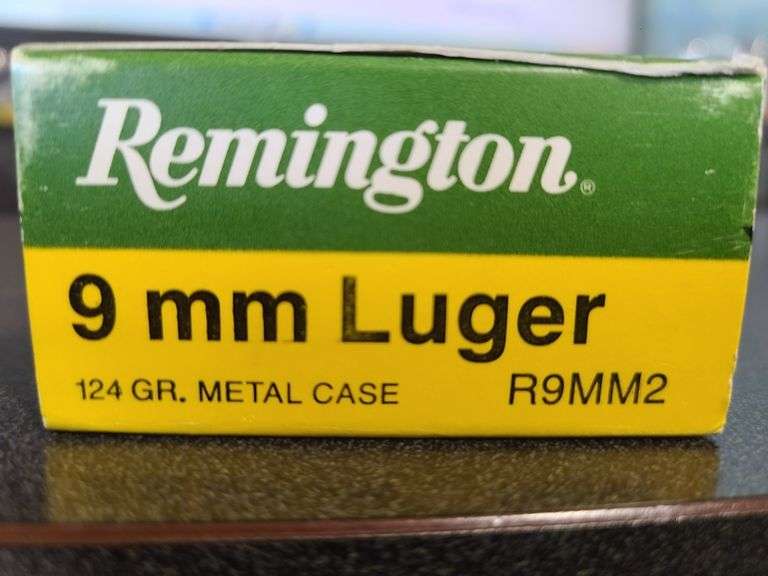 Remington®
9 mm Luger
124 GR. METAL CASE R9MM2